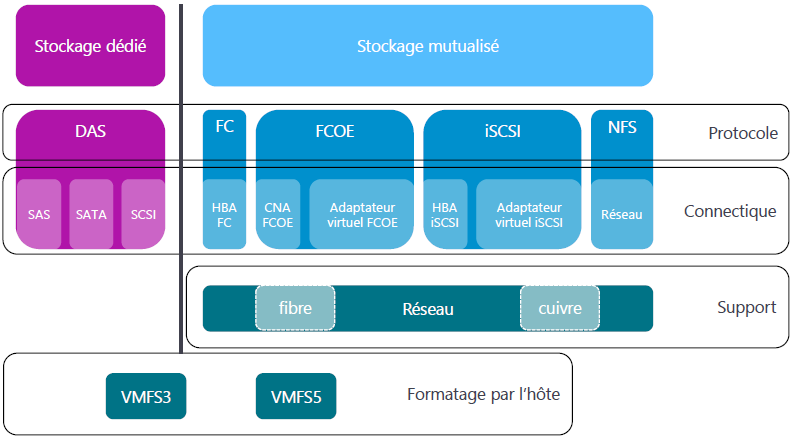 Stockage dédié
Stockage mutualisé
DAS
FC
FCOE
iSCSI
NFS
Protocole
SAS
SATA
SCSI
HBA
FC
CNA
FCOE
Adaptateur
virtuel FCOE
HBA
iSCSI
Adaptateur
virtuel iSCSI
Réseau
Connectique
fibre
Réseau
cuivre
Support
VMFS3
VMFS5
Formatage par l'hôte